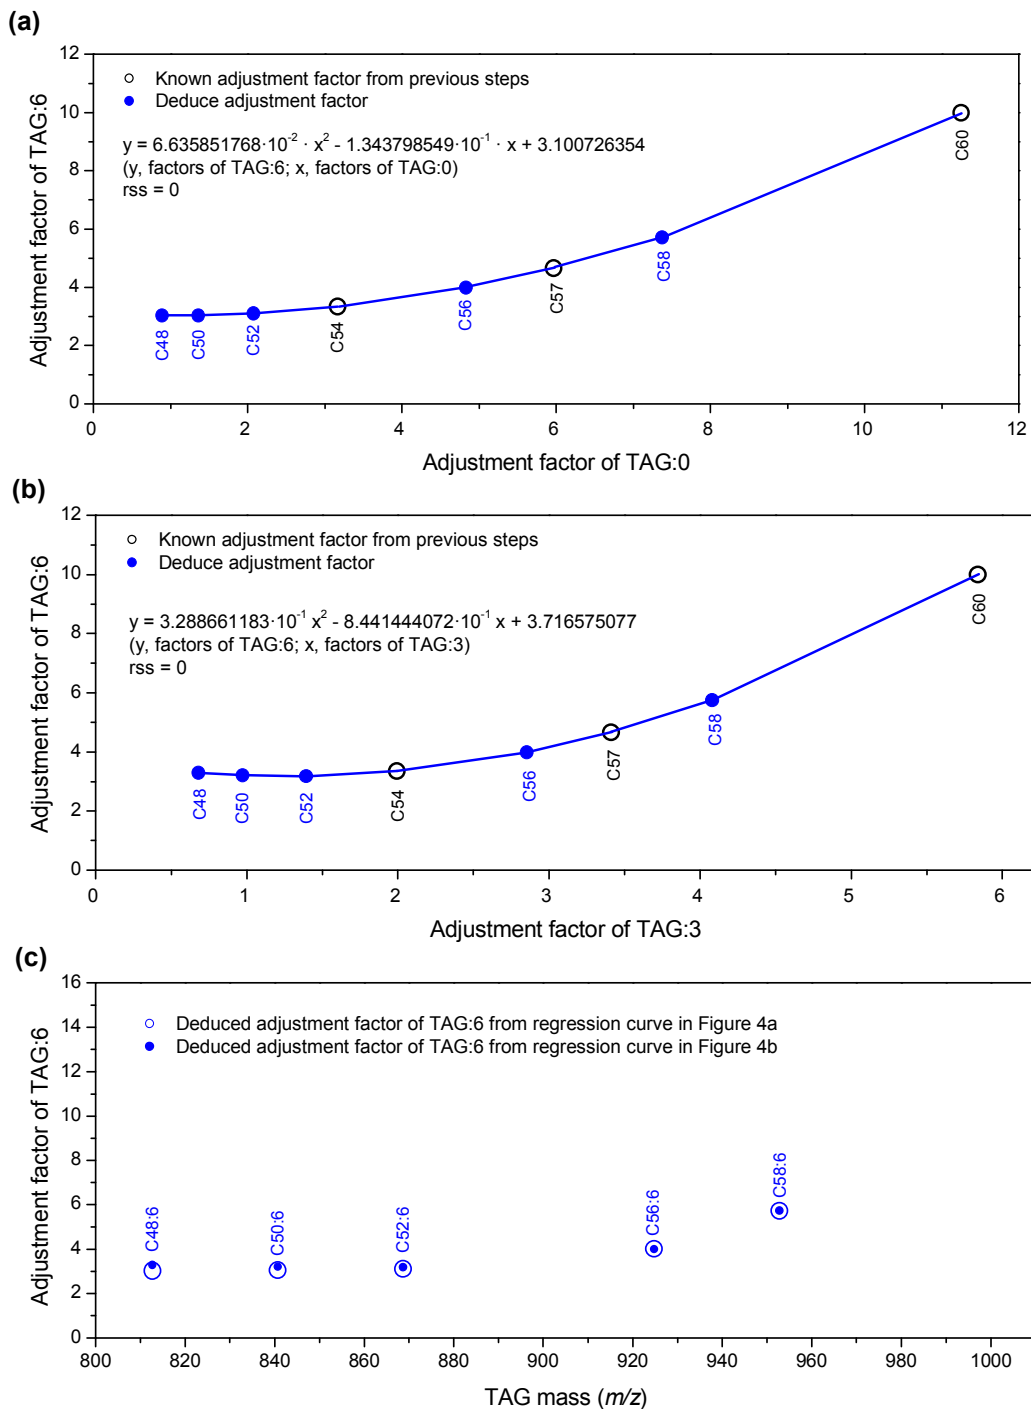 (a)
12
10
8
6
4
2
0
Adjustment factor of TAG:6
Known adjustment factor from previous steps
Deduce adjustment factor
y = 6.635851768·10⁻² · x² - 1.343798549·10⁻¹ · x + 3.100726354
(y, factors of TAG:6; x, factors of TAG:0)
rss = 0
C48
C50
C52
C54
C56
C57
C58
C60
0 2 4 6 8 10 12
Adjustment factor of TAG:0
(b)
12
10
8
6
4
2
0
Adjustment factor of TAG:6
Known adjustment factor from previous steps
Deduce adjustment factor
y = 3.288661183·10⁻¹ x² - 8.441444072·10⁻¹ x + 3.716575077
(y, factors of TAG:6; x, factors of TAG:3)
rss = 0
C48
C50
C52
C54
C56
C57
C58
C60
0 1 2 3 4 5 6
Adjustment factor of TAG:3
(c)
16
14
12
10
8
6
4
2
0
Adjustment factor of TAG:6
Deduced adjustment factor of TAG:6 from regression curve in Figure 4a
Deduced adjustment factor of TAG:6 from regression curve in Figure 4b
C48:6
C50:6
C52:6
C56:6
C58:6
800 820 840 860 880 900 920 940 960 980 1000
TAG mass (m/z)